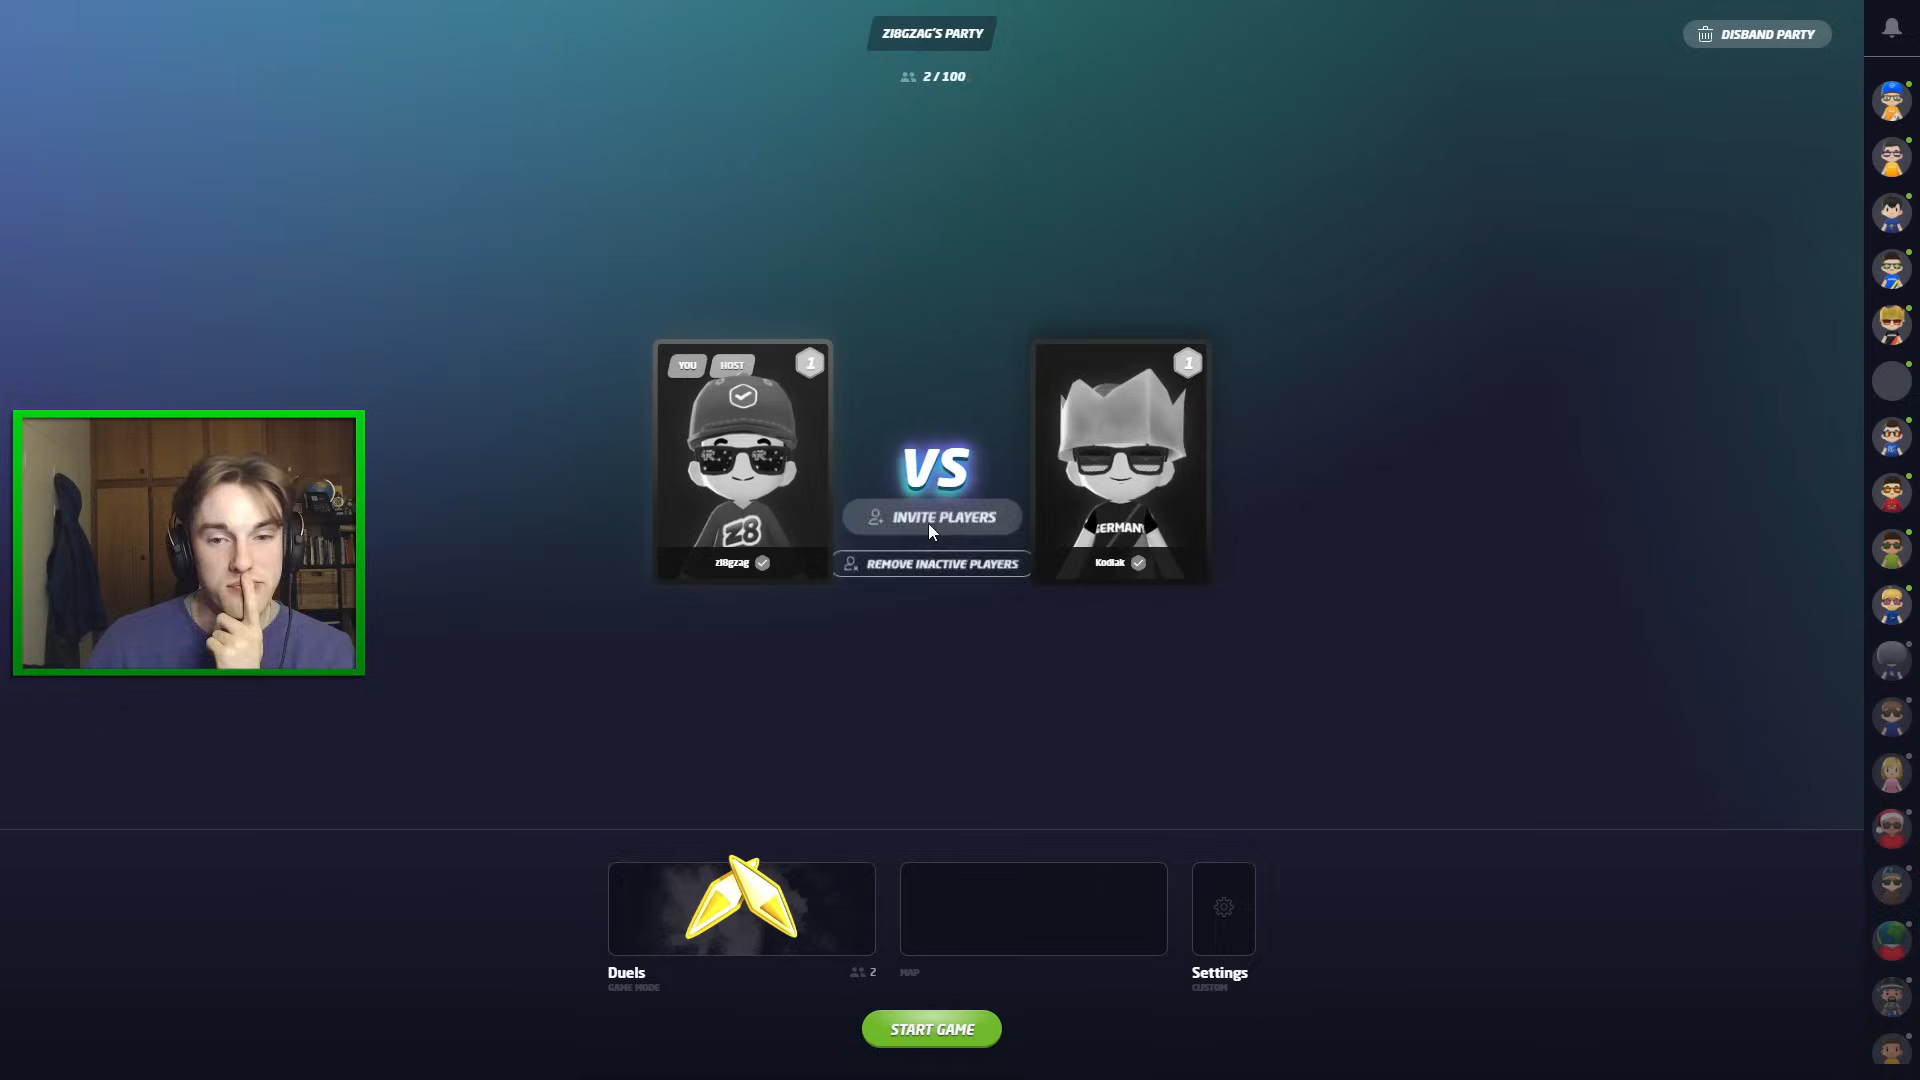 ZI8GZAG'S PARTY
DISBAND PARTY
2 / 100
YOU HOST 1
1
VS
INVITE PLAYERS
Z8
GERMANY
REMOVE INACTIVE PLAYERS
zi8gzag
Kodiak
Duels
2
MAP
Settings
GAME MODE
CUSTOM
START GAME